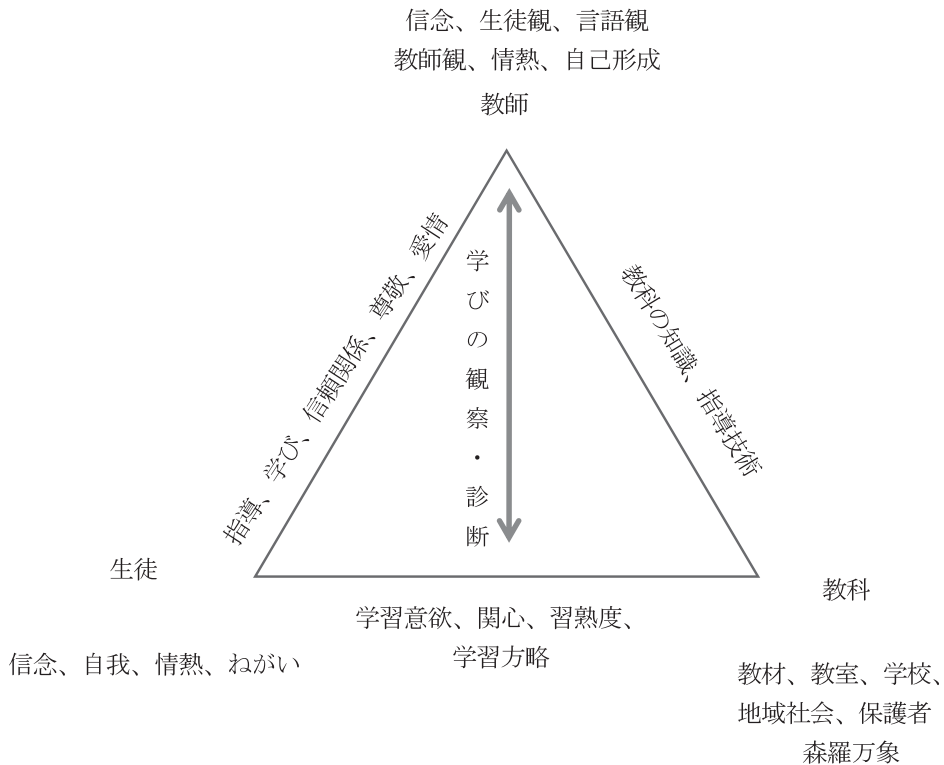 信念、生徒観、言語観
教師観、情熱、自己形成
教師
指導、学び、信頼関係、尊敬、愛情
学びの観察・診断
教科の知識、指導技術
生徒
教科
学習意欲、関心、習熟度、
学習方略
信念、自我、情熱、ねがい
教材、教室、学校、
地域社会、保護者
森羅万象